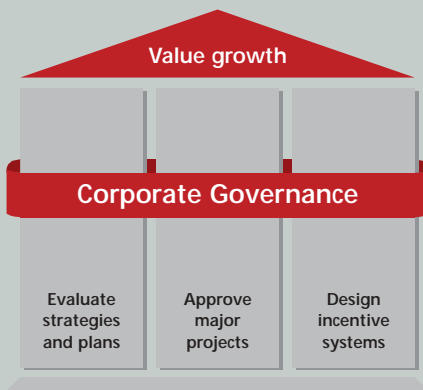 Value growth
Corporate Governance
Evaluate
strategies
and plans
Approve
major
projects
Design
incentive
systems